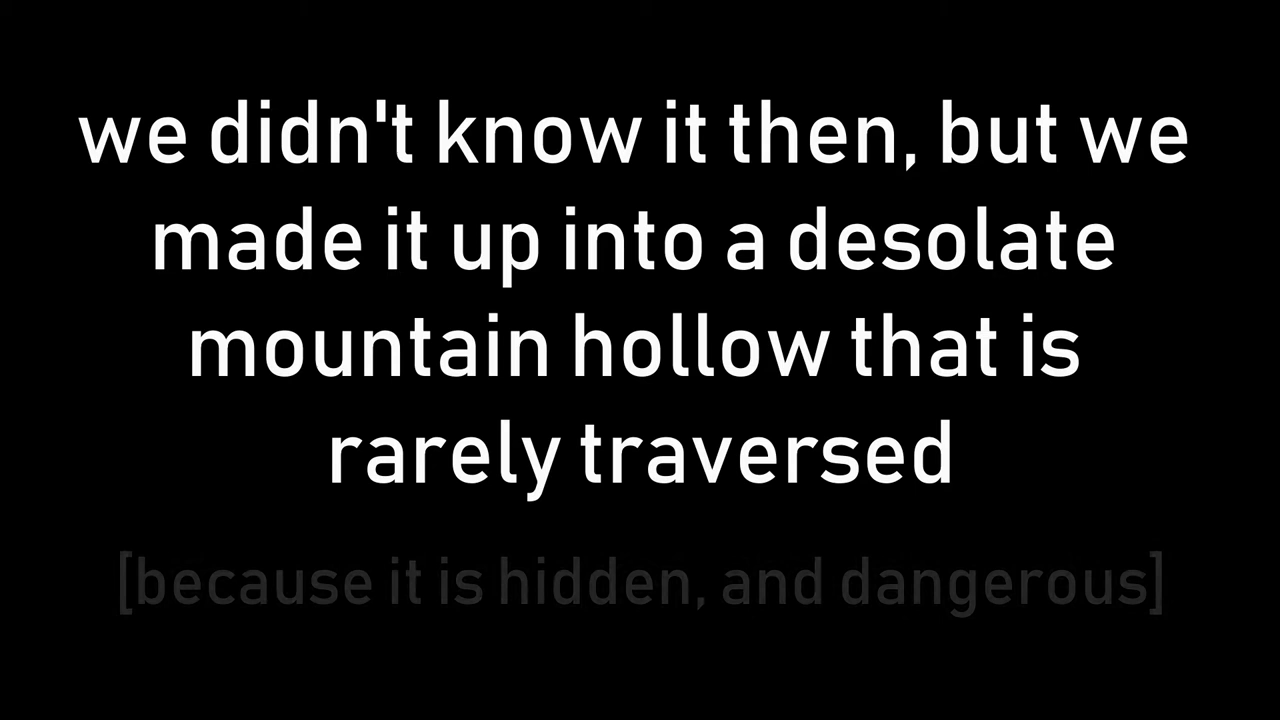 we didn't know it then, but we
made it up into a desolate
mountain hollow that is
rarely traversed
[because it is hidden, and dangerous]